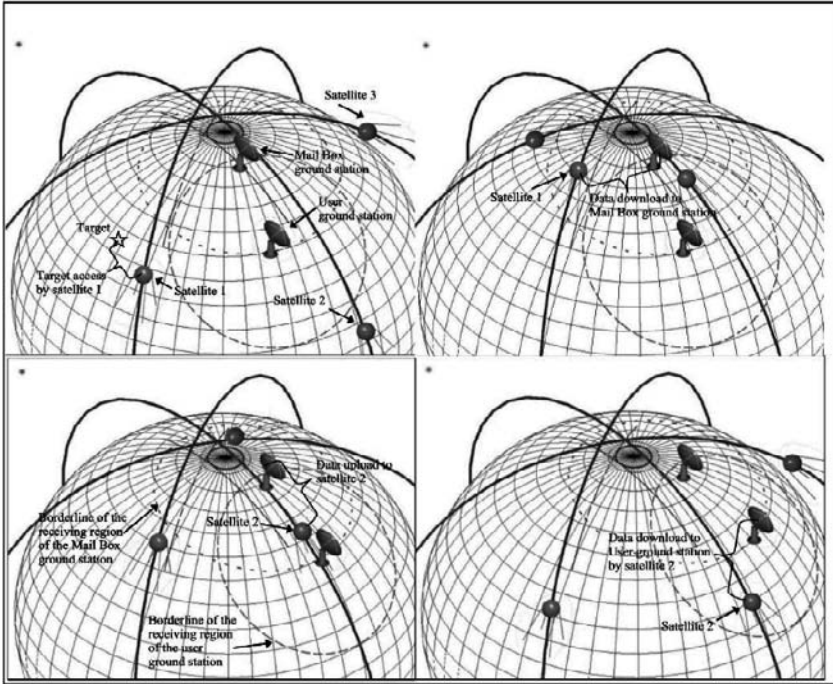 Satellite 3
Mail Box
ground station
User
ground station
Target
Target access
by satellite 1
Satellite 1
Satellite 2
Satellite 1
Data download to
Mail Box ground station
Data upload to
satellite 2
Satellite 2
Borderline of the
receiving region
of the Mail Box
ground station
Borderline of the
receiving region
of the user
ground station
Data download to
User ground station
by satellite 2
Satellite 2